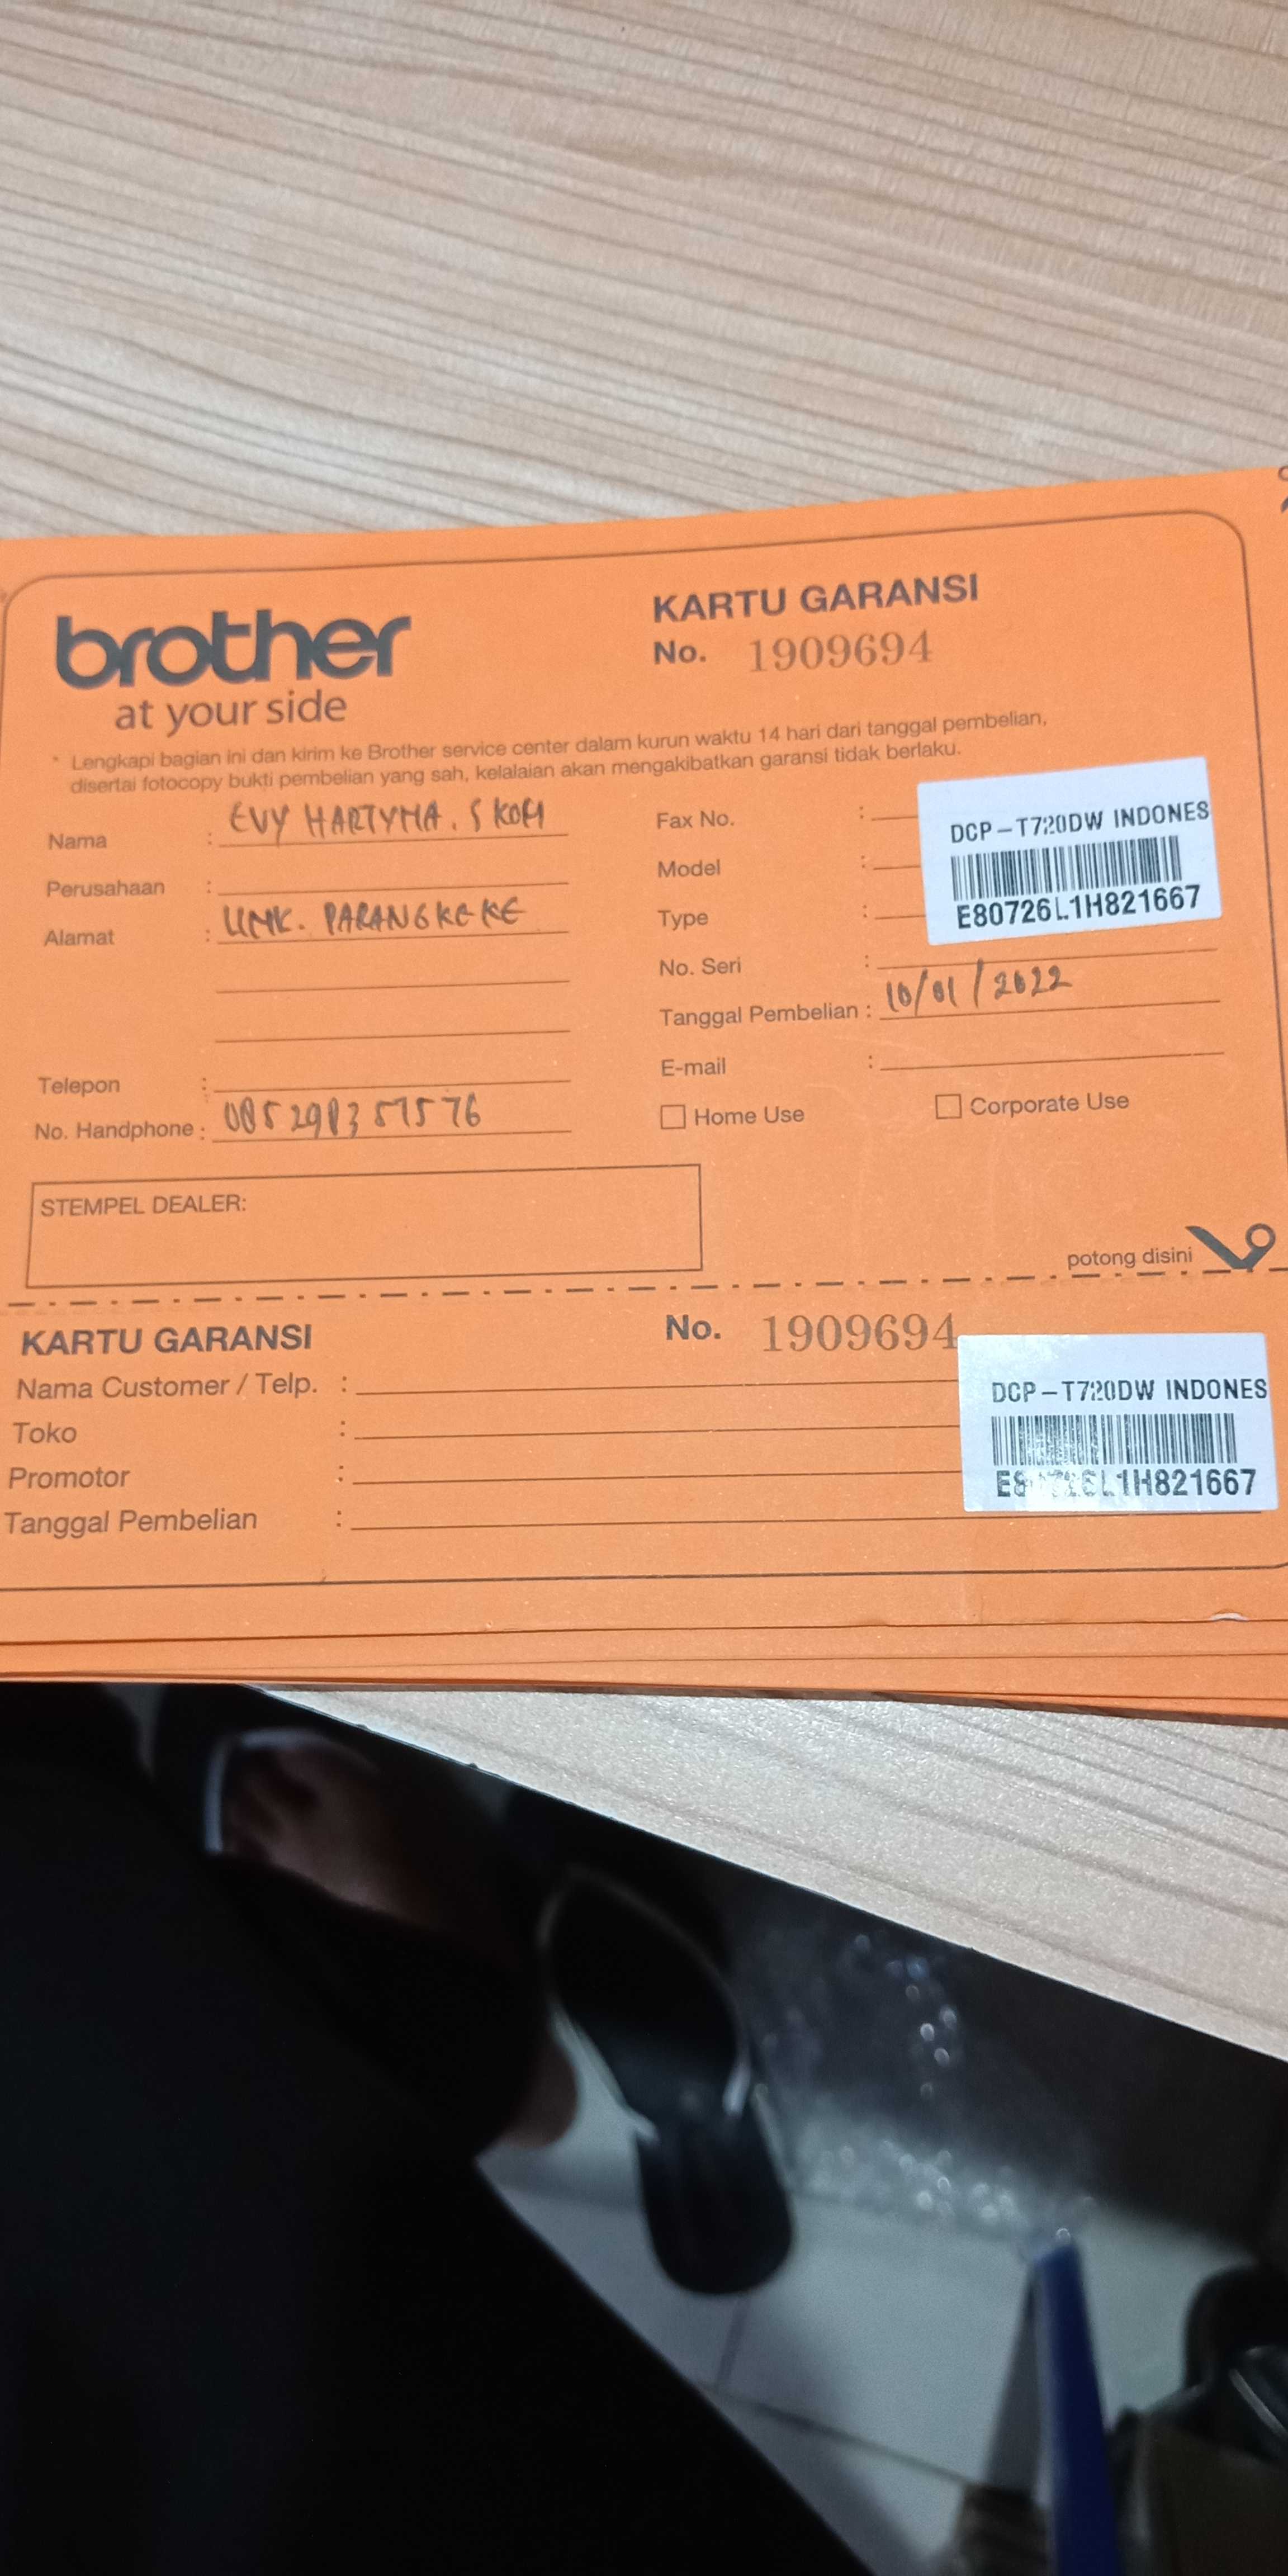 brother
at your side
KARTU GARANSI
No. 1909694
* Lengkapi bagian ini dan kirim ke Brother service center dalam kurun waktu 14 hari dari tanggal pembelian,
disertai fotocopy bukti pembelian yang sah, kelalaian akan mengakibatkan garansi tidak berlaku.
Nama : EVY HARTYMA. S KOM
Perusahaan :
Alamat : LINK. PARANGKEKE
Telepon :
No. Handphone : 085298357576
Fax No. :
Model :
Type :
DCP-T720DW INDONES
E80726L1H821667
No. Seri :
Tanggal Pembelian : 10/01/2022
E-mail :
Home Use Corporate Use
STEMPEL DEALER:
potong disini
KARTU GARANSI No. 1909694
Nama Customer / Telp. :
Toko :
Promotor :
Tanggal Pembelian :
DCP-T720DW INDONES
E80726L1H821667